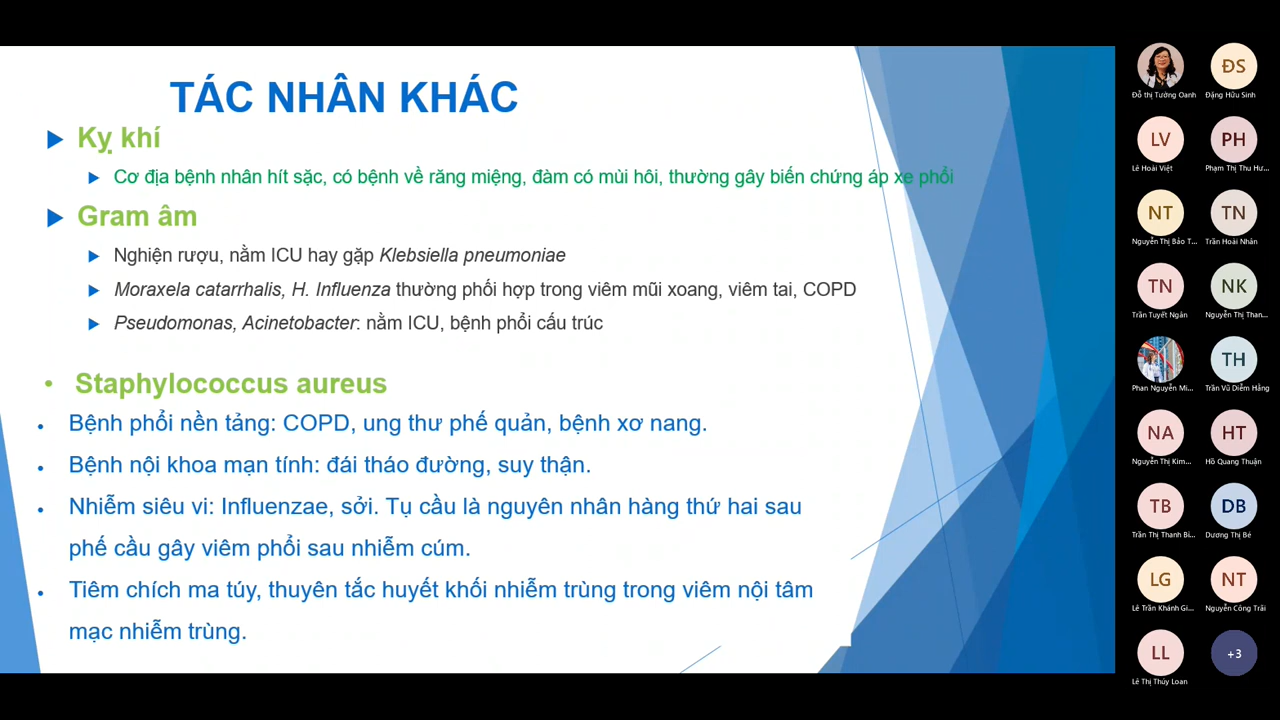 TÁC NHÂN KHÁC
Kỵ khí
Cơ địa bệnh nhân hít sặc, có bệnh về răng miệng, đàm có mùi hôi, thường gây biến chứng áp xe phổi
Gram âm
Nghiện rượu, nằm ICU hay gặp Klebsiella pneumoniae
Moraxela catarrhalis, H. Influenza thường phối hợp trong viêm mũi xoang, viêm tai, COPD
Pseudomonas, Acinetobacter: nằm ICU, bệnh phổi cấu trúc
Staphylococcus aureus
Bệnh phổi nền tảng: COPD, ung thư phế quản, bệnh xơ nang.
Bệnh nội khoa mạn tính: đái tháo đường, suy thận.
Nhiễm siêu vi: Influenzae, sởi. Tụ cầu là nguyên nhân hàng thứ hai sau
phế cầu gây viêm phổi sau nhiễm cúm.
Tiêm chích ma túy, thuyên tắc huyết khối nhiễm trùng trong viêm nội tâm
mạc nhiễm trùng.
ĐS
Đỗ thị Tường Oanh
Đặng Hữu Sinh
LV
PH
Lê Hoài Việt
Phạm Thị Thu Hư...
NT
TN
Nguyễn Thị Bảo T...
Trần Hoài Nhân
TN
NK
Trần Tuyết Ngân
Nguyễn Thị Than...
TH
Phan Nguyễn Mi...
Trần Vũ Diễm Hằng
NA
HT
Nguyễn Thị Kim...
Hồ Quang Thuận
TB
DB
Trần Thị Thanh Bì...
Dương Thị Bé
LG
NT
Lê Trần Khánh Gi...
Nguyễn Công Trãi
LL
+3
Lê Thị Thúy Loan